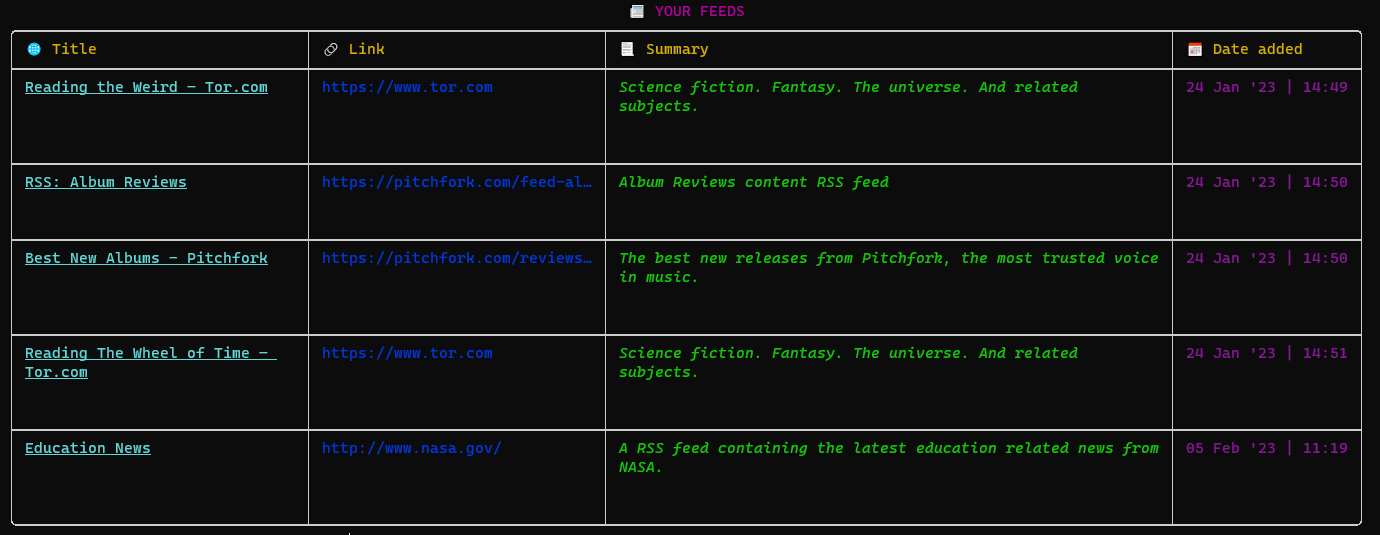 YOUR FEEDS
Title Link Summary Date added
Reading the Weird – Tor.com https://www.tor.com Science fiction. Fantasy. The universe. And related 24 Jan '23 | 14:49
subjects.
RSS: Album Reviews https://pitchfork.com/feed-al… Album Reviews content RSS feed 24 Jan '23 | 14:50
Best New Albums – Pitchfork https://pitchfork.com/reviews… The best new releases from Pitchfork, the most trusted voice 24 Jan '23 | 14:50
in music.
Reading The Wheel of Time – https://www.tor.com Science fiction. Fantasy. The universe. And related 24 Jan '23 | 14:51
Tor.com subjects.
Education News http://www.nasa.gov/ A RSS feed containing the latest education related news from 05 Feb '23 | 11:19
NASA.